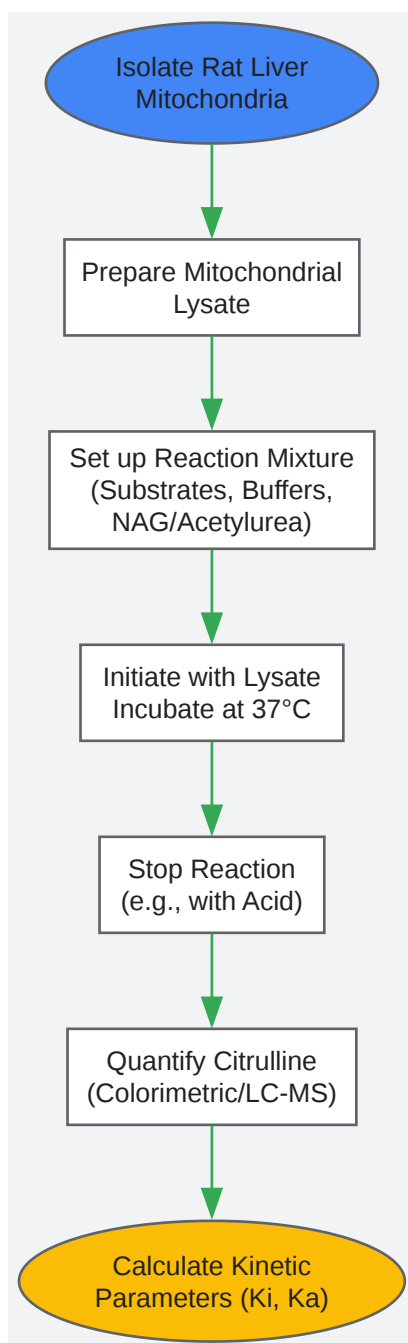 Isolate Rat Liver
Mitochondria
Prepare Mitochondrial
Lysate
Set up Reaction Mixture
(Substrates, Buffers,
NAG/Acetylurea)
Initiate with Lysate
Incubate at 37°C
Stop Reaction
(e.g., with Acid)
Quantify Citrulline
(Colorimetric/LC-MS)
Calculate Kinetic
Parameters (Ki, Ka)